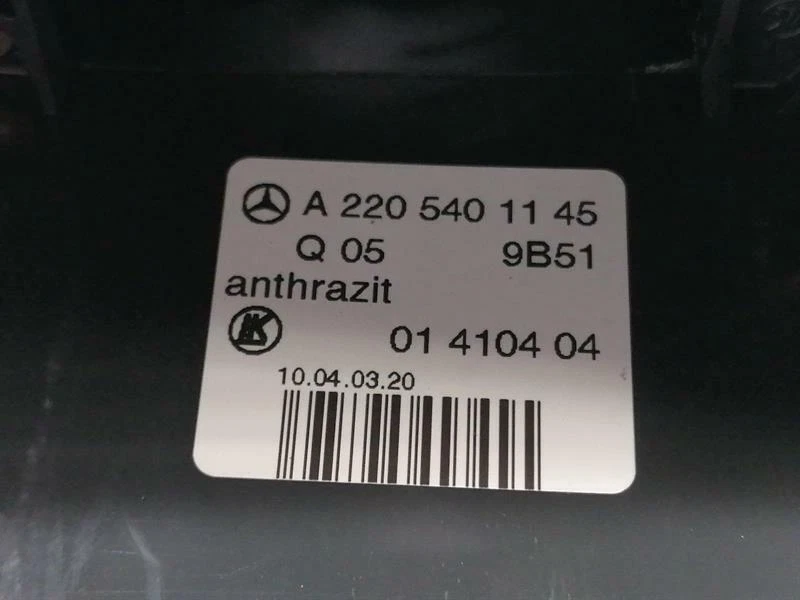 A 220 540 11 45
Q 05 9B51
anthrazit
01 4104 04
10.04.03.20